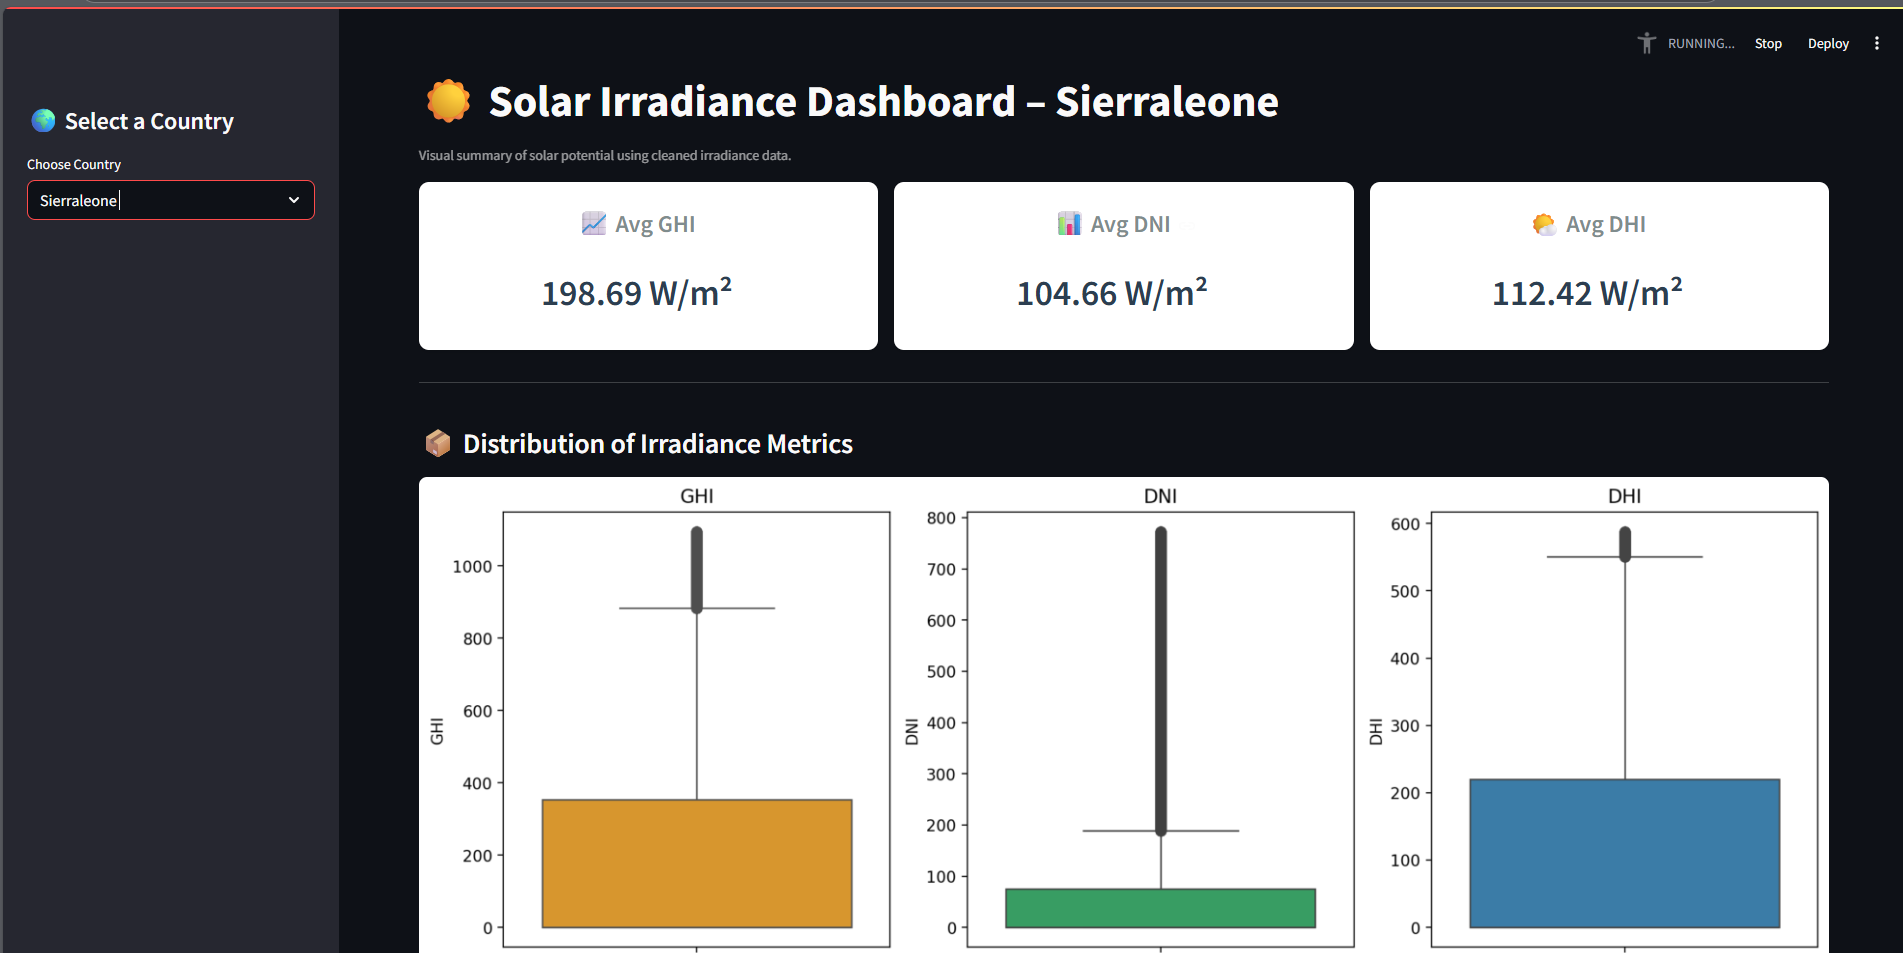 RUNNING...
Stop
Deploy
Select a Country
Choose Country
Sierraleone
Solar Irradiance Dashboard – Sierraleone
Visual summary of solar potential using cleaned irradiance data.
Avg GHI
198.69 W/m²
Avg DNI
104.66 W/m²
Avg DHI
112.42 W/m²
Distribution of Irradiance Metrics
GHI
1000
800
600
400
200
0
GHI
DNI
800
700
600
500
400
300
200
100
0
DNI
DHI
600
500
400
300
200
100
0
DHI